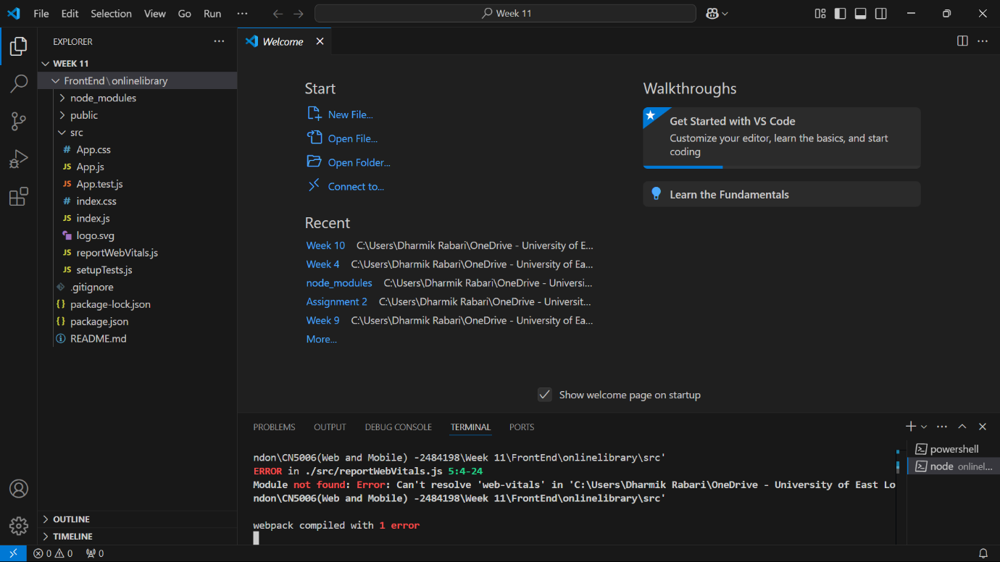 File Edit Selection View Go Run ··· Week 11
EXPLORER ···
WEEK 11
FrontEnd \ onlinelibrary
node_modules
public
src
# App.css
JS App.js
JS App.test.js
# index.css
JS index.js
logo.svg
JS reportWebVitals.js
JS setupTests.js
.gitignore
{} package-lock.json
{} package.json
README.md
OUTLINE
TIMELINE
Welcome
Start
New File...
Open File...
Open Folder...
Connect to...
Recent
Week 10 C:\Users\Dharmik Rabari\OneDrive - University of E...
Week 4 C:\Users\Dharmik Rabari\OneDrive - University of Ea...
node_modules C:\Users\Dharmik Rabari\OneDrive - Universi...
Assignment 2 C:\Users\Dharmik Rabari\OneDrive - Universit...
Week 9 C:\Users\Dharmik Rabari\OneDrive - University of Ea...
More...
Walkthroughs
Get Started with VS Code
Customize your editor, learn the basics, and start
coding
Learn the Fundamentals
Show welcome page on startup
PROBLEMS OUTPUT DEBUG CONSOLE TERMINAL PORTS
ndon\CN5006(Web and Mobile) -2484198\Week 11\FrontEnd\onlinelibrary\src'
ERROR in ./src/reportWebVitals.js 5:4-24
Module not found: Error: Can't resolve 'web-vitals' in 'C:\Users\Dharmik Rabari\OneDrive - University of East Lo
ndon\CN5006(Web and Mobile) -2484198\Week 11\FrontEnd\onlinelibrary\src'
webpack compiled with 1 error
powershell
node onlinel...
0 0 0